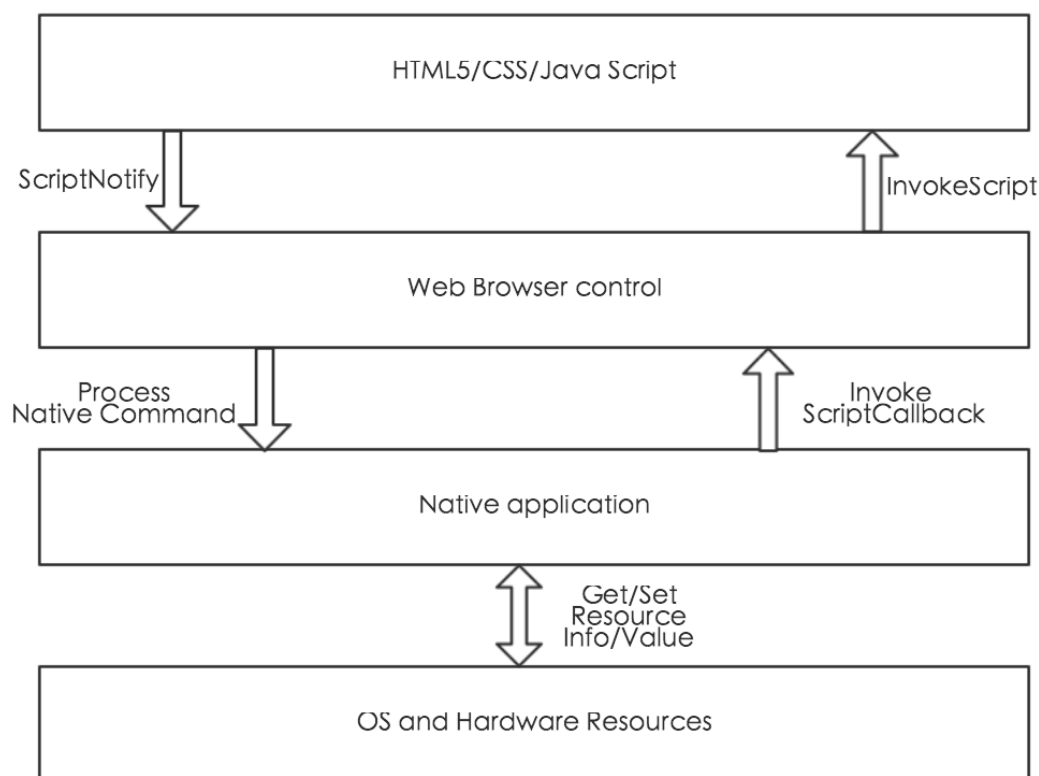 HTML5/CSS/Java Script
ScriptNotify
InvokeScript
Web Browser control
Process
Native Command
Invoke
ScriptCallback
Native application
Get/Set
Resource
Info/Value
OS and Hardware Resources